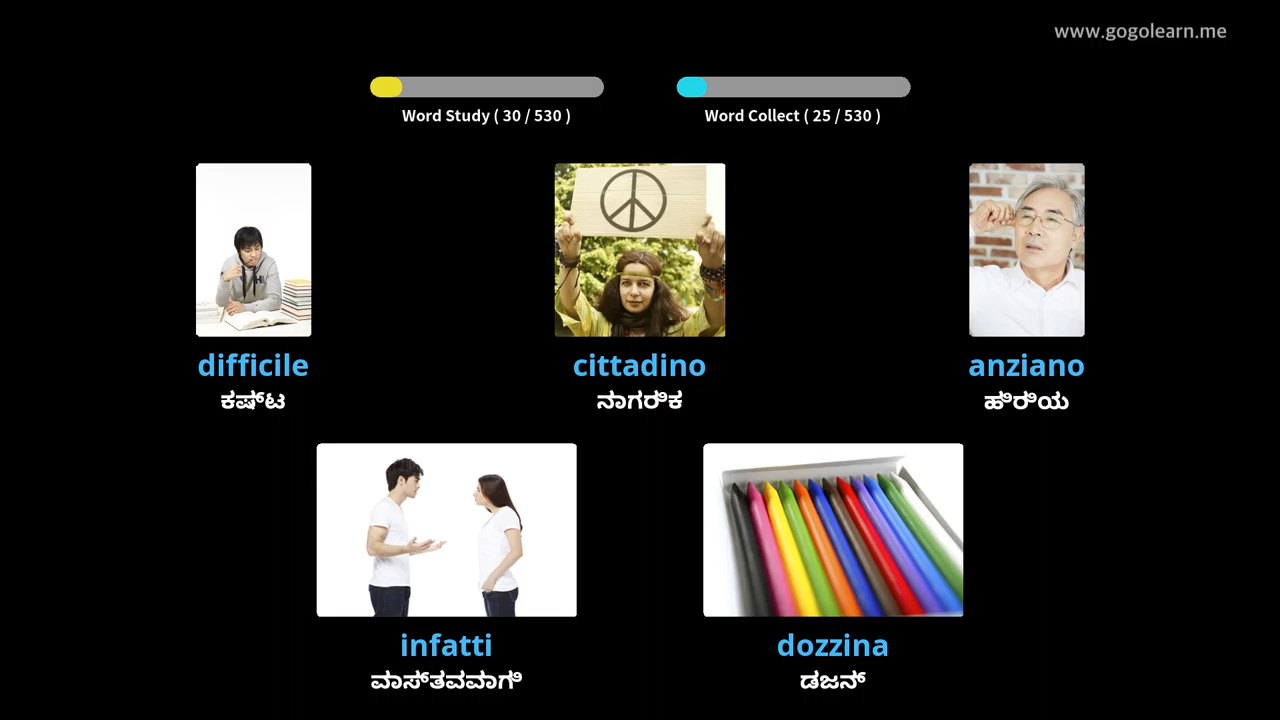 www.gogolearn.me
Word Study ( 30 / 530 )
Word Collect ( 25 / 530 )
difficile
ಕಷ್ಟ
cittadino
ನಾಗರಿಕ
anziano
ಹಿರಿಯ
infatti
ವಾಸ್ತವವಾಗಿ
dozzina
ಡಜನ್